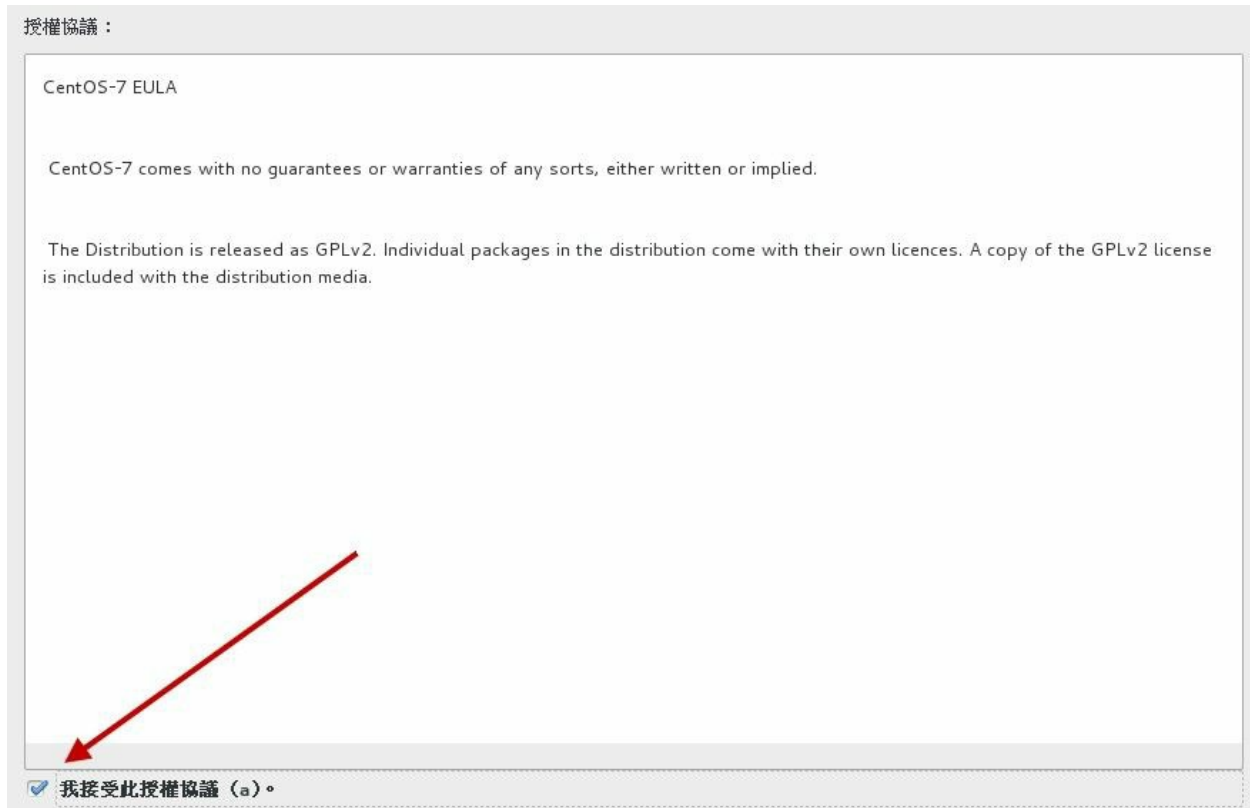 授權協議：
CentOS-7 EULA
CentOS-7 comes with no guarantees or warranties of any sorts, either written or implied.
The Distribution is released as GPLv2. Individual packages in the distribution come with their own licences. A copy of the GPLv2 license
is included with the distribution media.
我接受此授權協議（a）。